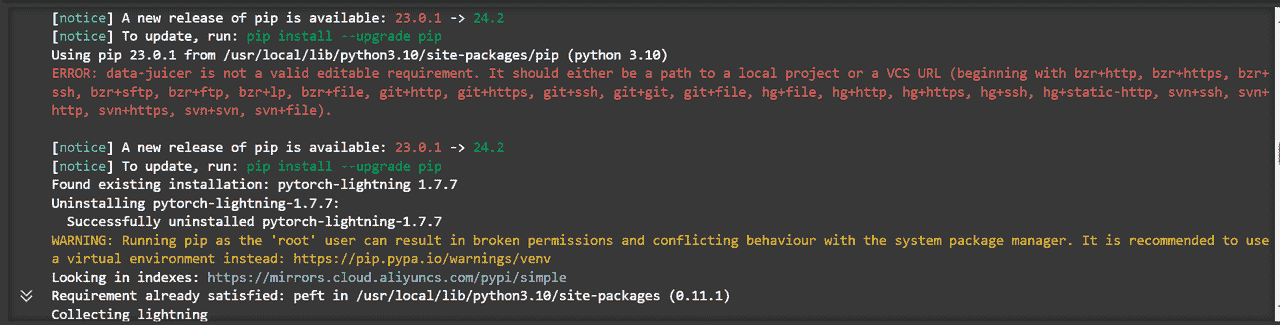 [notice] A new release of pip is available: 23.0.1 -> 24.2
[notice] To update, run: pip install --upgrade pip
Using pip 23.0.1 from /usr/local/lib/python3.10/site-packages/pip (python 3.10)
ERROR: data-juicer is not a valid editable requirement. It should either be a path to a local project or a VCS URL (beginning with bzr+http, bzr+https, bzr+
ssh, bzr+sftp, bzr+ftp, bzr+lp, bzr+file, git+http, git+https, git+ssh, git+git, git+file, hg+file, hg+http, hg+https, hg+ssh, hg+static-http, svn+ssh, svn+
http, svn+https, svn+svn, svn+file).
[notice] A new release of pip is available: 23.0.1 -> 24.2
[notice] To update, run: pip install --upgrade pip
Found existing installation: pytorch-lightning 1.7.7
Uninstalling pytorch-lightning-1.7.7:
  Successfully uninstalled pytorch-lightning-1.7.7
WARNING: Running pip as the 'root' user can result in broken permissions and conflicting behaviour with the system package manager. It is recommended to use
a virtual environment instead: https://pip.pypa.io/warnings/venv
Looking in indexes: https://mirrors.cloud.aliyuncs.com/pypi/simple
Requirement already satisfied: peft in /usr/local/lib/python3.10/site-packages (0.11.1)
Collecting lightning